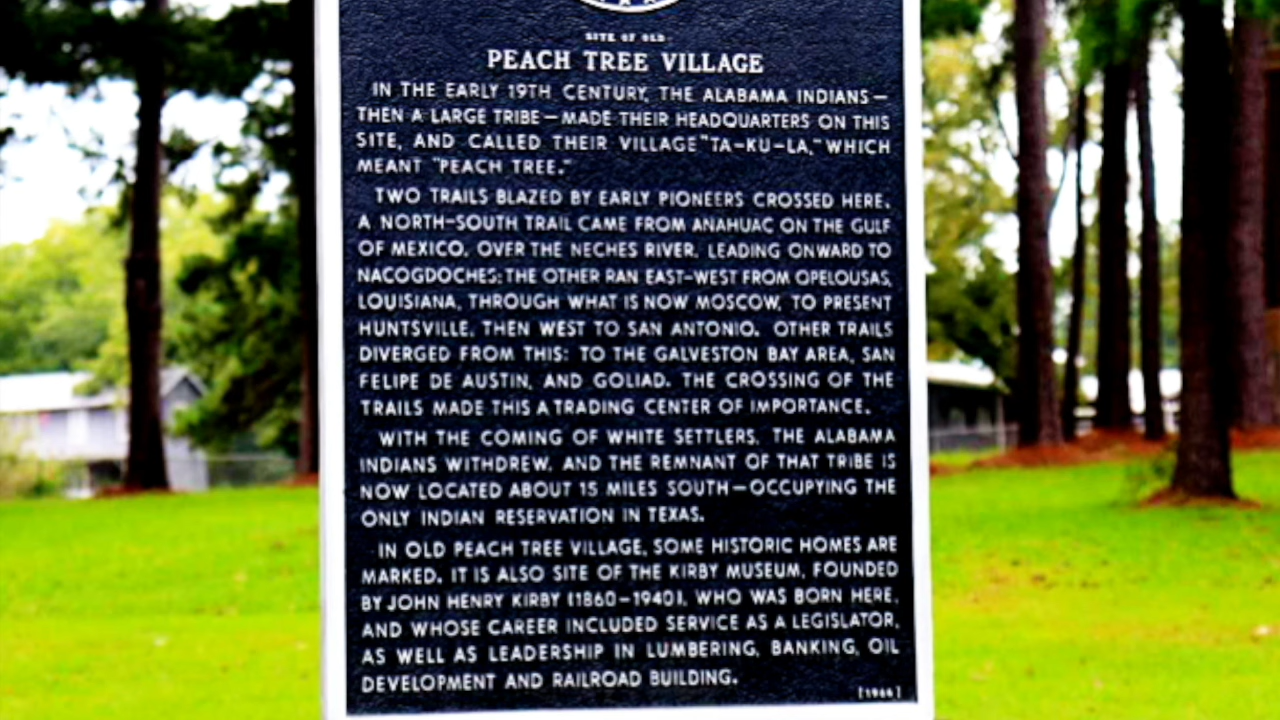 SITE OF OLD
PEACH TREE VILLAGE
IN THE EARLY 19TH CENTURY, THE ALABAMA INDIANS—
THEN A LARGE TRIBE—MADE THEIR HEADQUARTERS ON THIS
SITE, AND CALLED THEIR VILLAGE "TA-KU-LA," WHICH
MEANT "PEACH TREE."
TWO TRAILS BLAZED BY EARLY PIONEERS CROSSED HERE.
A NORTH-SOUTH TRAIL CAME FROM ANAHUAC ON THE GULF
OF MEXICO, OVER THE NECHES RIVER, LEADING ONWARD TO
NACOGDOCHES; THE OTHER RAN EAST-WEST FROM OPELOUSAS,
LOUISIANA, THROUGH WHAT IS NOW MOSCOW, TO PRESENT
HUNTSVILLE, THEN WEST TO SAN ANTONIO. OTHER TRAILS
DIVERGED FROM THIS: TO THE GALVESTON BAY AREA, SAN
FELIPE DE AUSTIN, AND GOLIAD. THE CROSSING OF THE
TRAILS MADE THIS A TRADING CENTER OF IMPORTANCE.
WITH THE COMING OF WHITE SETTLERS, THE ALABAMA
INDIANS WITHDREW, AND THE REMNANT OF THAT TRIBE IS
NOW LOCATED ABOUT 15 MILES SOUTH—OCCUPYING THE
ONLY INDIAN RESERVATION IN TEXAS.
IN OLD PEACH TREE VILLAGE, SOME HISTORIC HOMES ARE
MARKED. IT IS ALSO SITE OF THE KIRBY MUSEUM, FOUNDED
BY JOHN HENRY KIRBY (1860-1940), WHO WAS BORN HERE,
AND WHOSE CAREER INCLUDED SERVICE AS A LEGISLATOR,
AS WELL AS LEADERSHIP IN LUMBERING, BANKING, OIL
DEVELOPMENT AND RAILROAD BUILDING.
(1966)